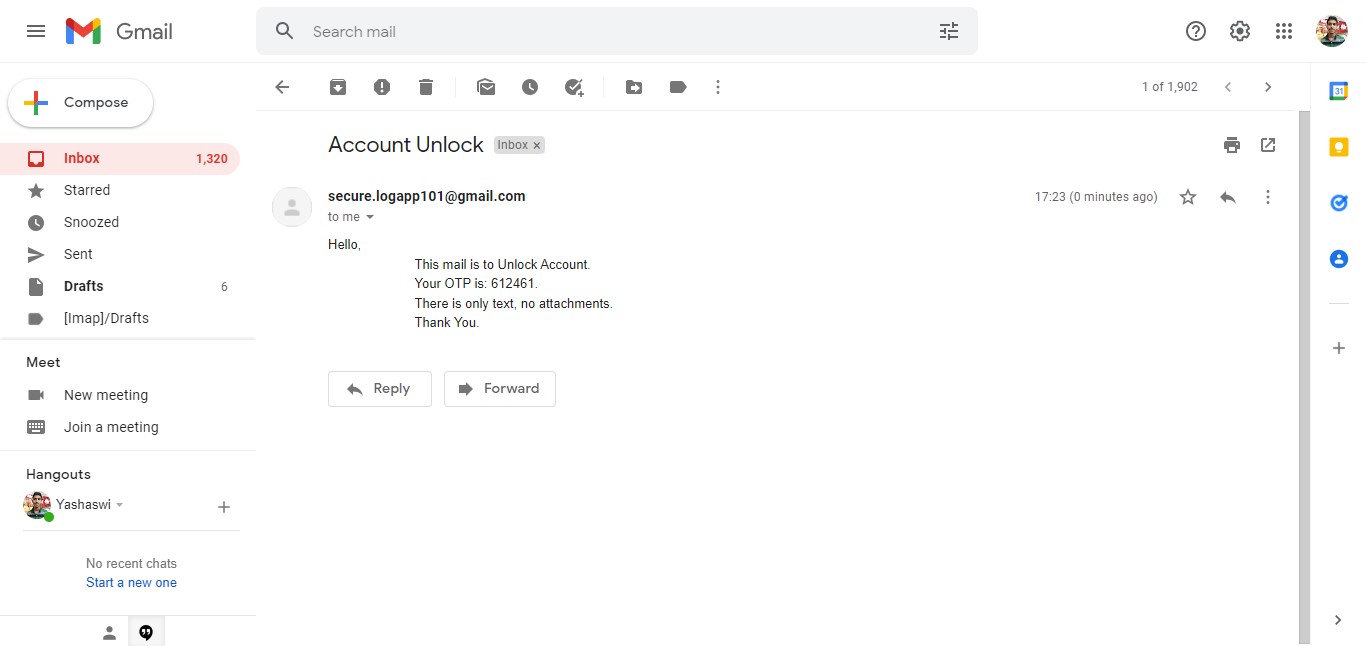 Gmail
Search mail
Compose
1 of 1,902
Inbox 1,320
Starred
Snoozed
Sent
Drafts 6
[Imap]/Drafts
Meet
New meeting
Join a meeting
Hangouts
Yashaswi
No recent chats
Start a new one
Account Unlock Inbox ×
secure.logapp101@gmail.com 17:23 (0 minutes ago)
to me
Hello,
This mail is to Unlock Account.
Your OTP is: 612461.
There is only text, no attachments.
Thank You.
Reply Forward
31